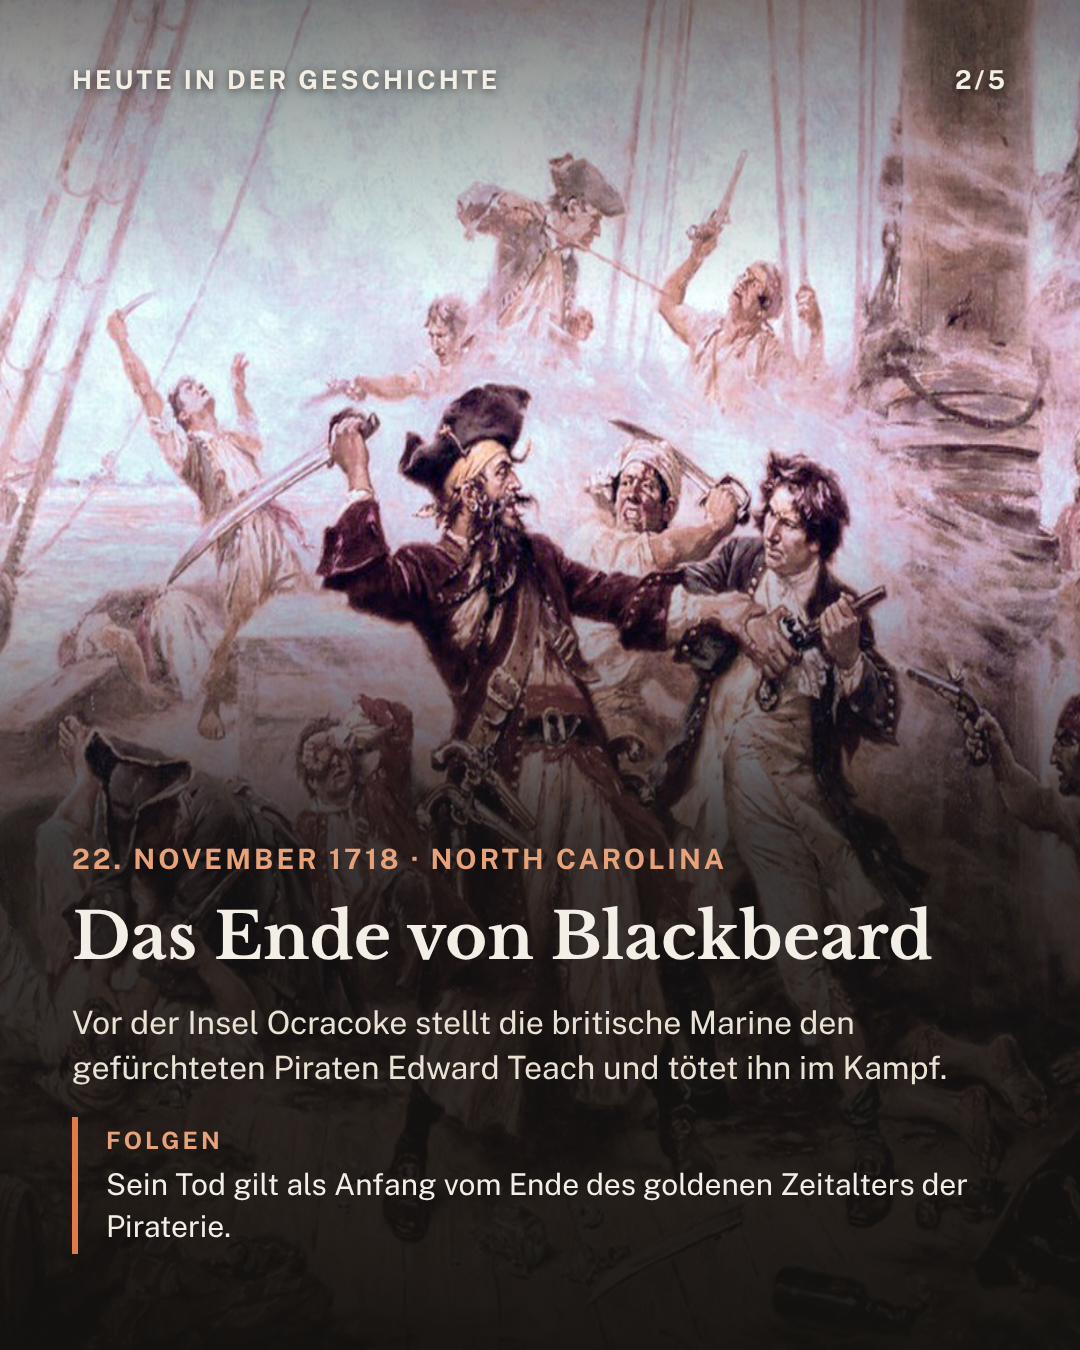 HEUTE IN DER GESCHICHTE
2/5
22. NOVEMBER 1718 · NORTH CAROLINA
Das Ende von Blackbeard
Vor der Insel Ocracoke stellt die britische Marine den
gefürchteten Piraten Edward Teach und tötet ihn im Kampf.
FOLGEN
Sein Tod gilt als Anfang vom Ende des goldenen Zeitalters der
Piraterie.